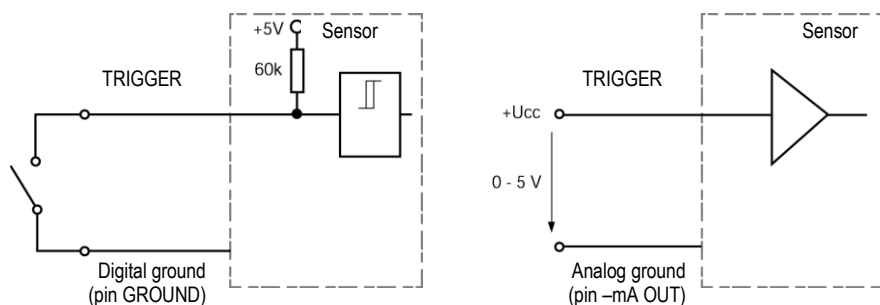 +5V
Sensor
60k
TRIGGER
Digital ground
(pin GROUND)
Sensor
TRIGGER
+Ucc
0 - 5 V
Analog ground
(pin –mA OUT)